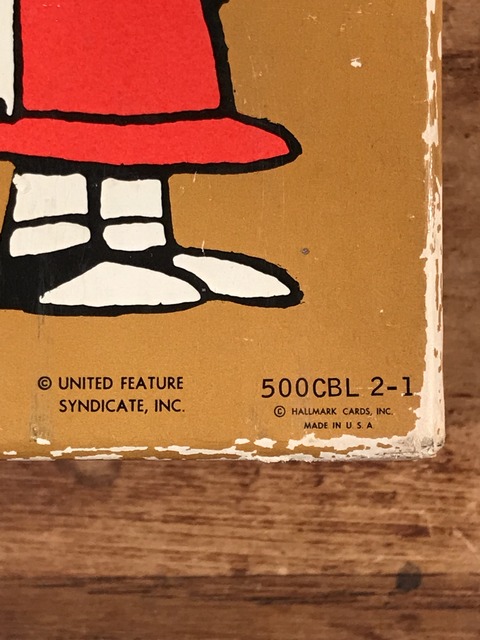 © UNITED FEATURE
SYNDICATE, INC.
500CBL 2-1
© HALLMARK CARDS, INC.
MADE IN U.S.A